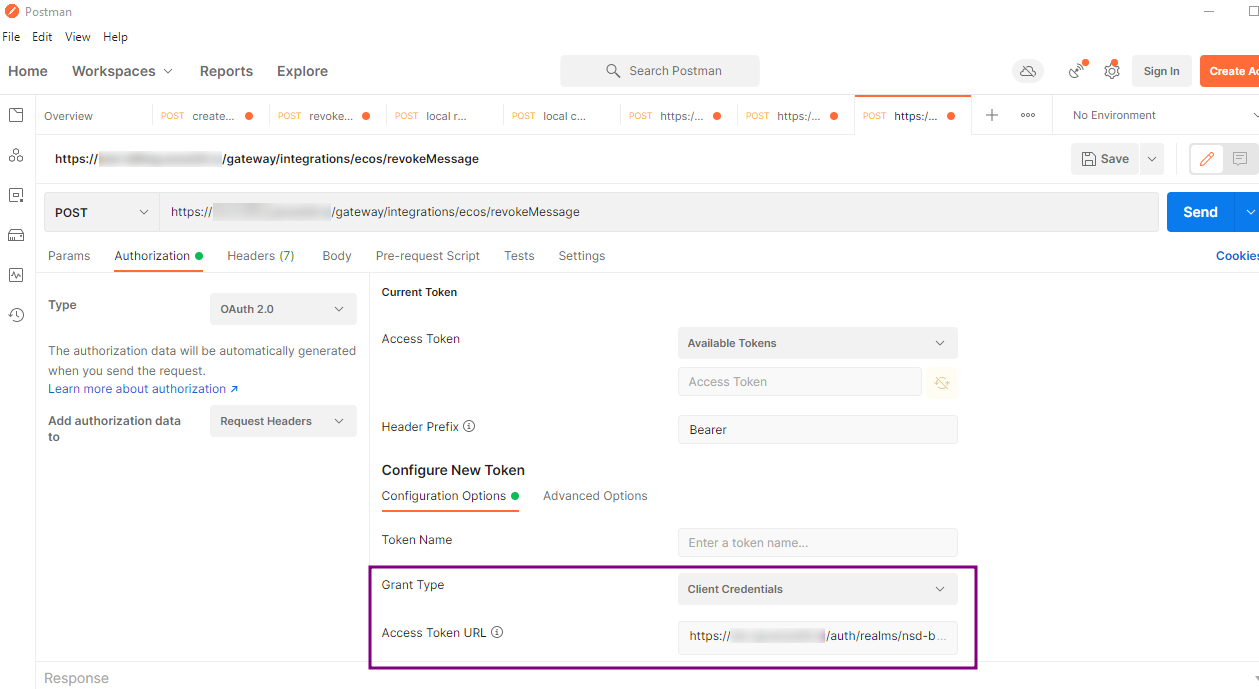 Postman
File Edit View Help
Home Workspaces Reports Explore Search Postman Sign In Create Ac
Overview POST create... POST revoke... POST local r... POST local c... POST https:/... POST https:/... POST https:/... No Environment
https:// /gateway/integrations/ecos/revokeMessage Save
POST https:// /gateway/integrations/ecos/revokeMessage Send
Params Authorization Headers (7) Body Pre-request Script Tests Settings Cookies
Current Token
Type OAuth 2.0
Access Token Available Tokens
The authorization data will be automatically generated
when you send the request.
Learn more about authorization ↗
Access Token
Add authorization data
to
Request Headers
Header Prefix Bearer
Configure New Token
Configuration Options Advanced Options
Token Name Enter a token name...
Grant Type Client Credentials
Access Token URL https:// /auth/realms/nsd-b...
Response